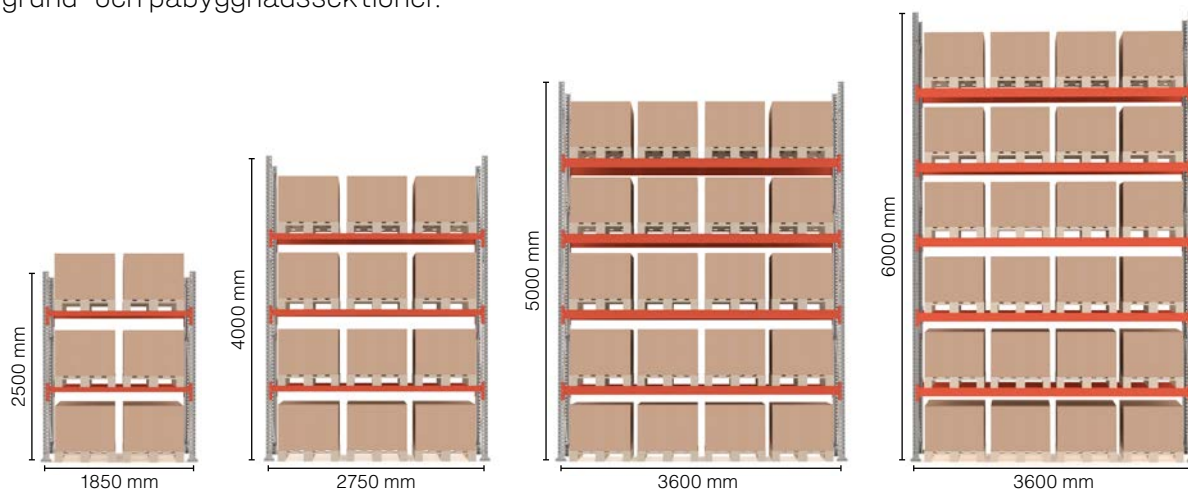 grund- och påbyggnadssektioner.
2500 mm
1850 mm
4000 mm
2750 mm
5000 mm
3600 mm
6000 mm
3600 mm